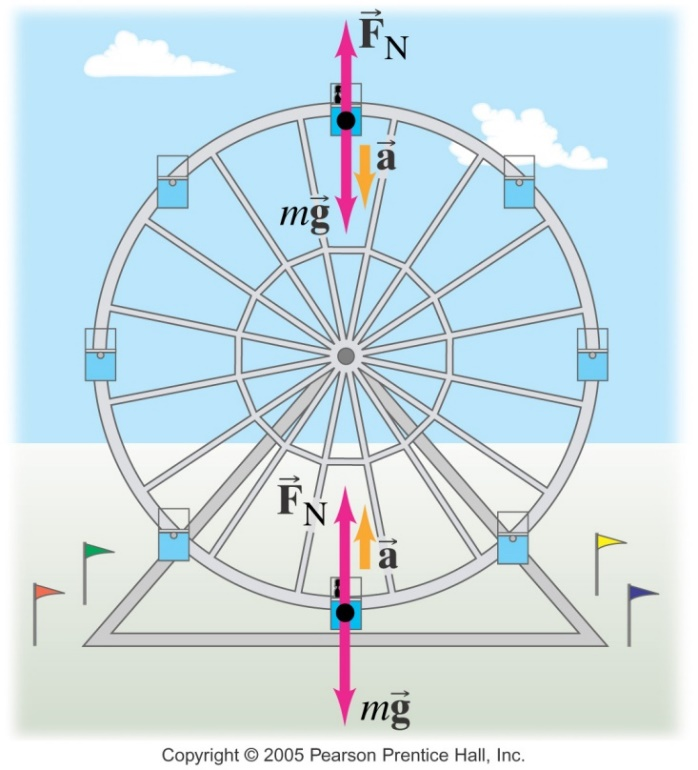 F⃗N
a⃗
mg⃗
F⃗N
a⃗
mg⃗
Copyright © 2005 Pearson Prentice Hall, Inc.